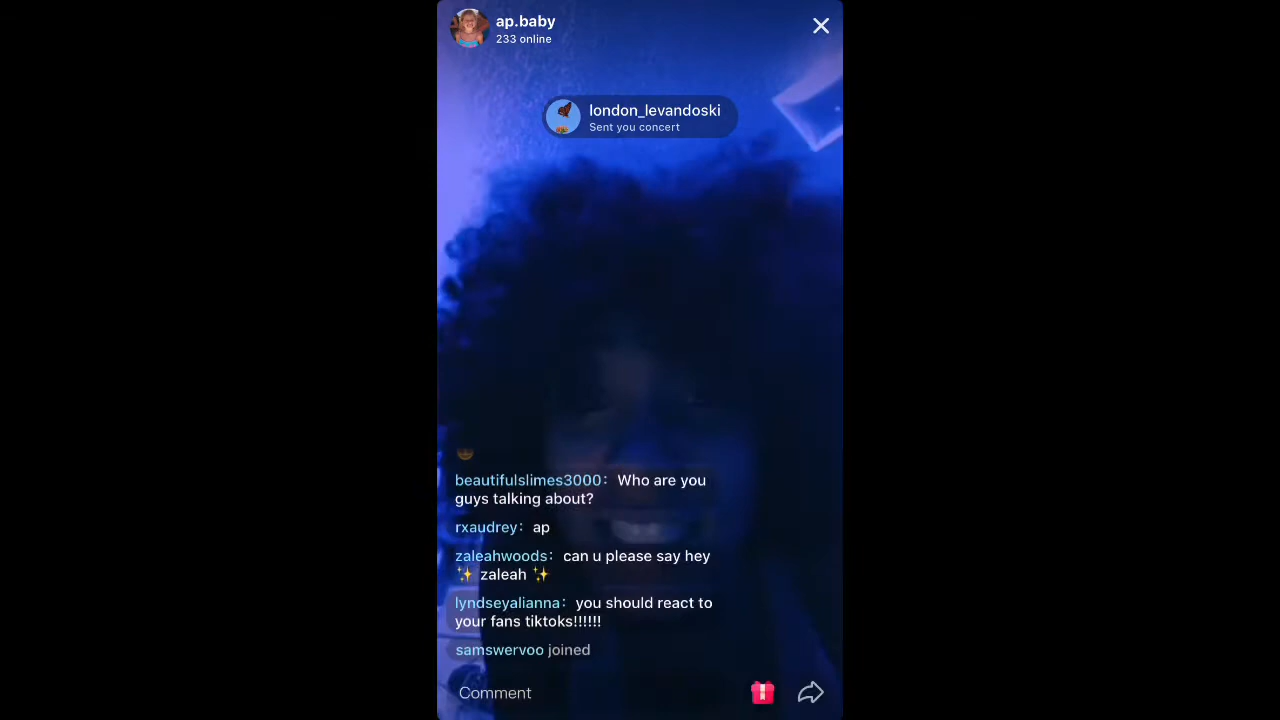 ap.baby
233 online
london_levandoski
Sent you concert
beautifulslimes3000: Who are you
guys talking about?
rxaudrey: ap
zaleahwoods: can u please say hey
✨ zaleah ✨
lyndseyalianna: you should react to
your fans tiktoks!!!!!!
samswervoo joined
Comment